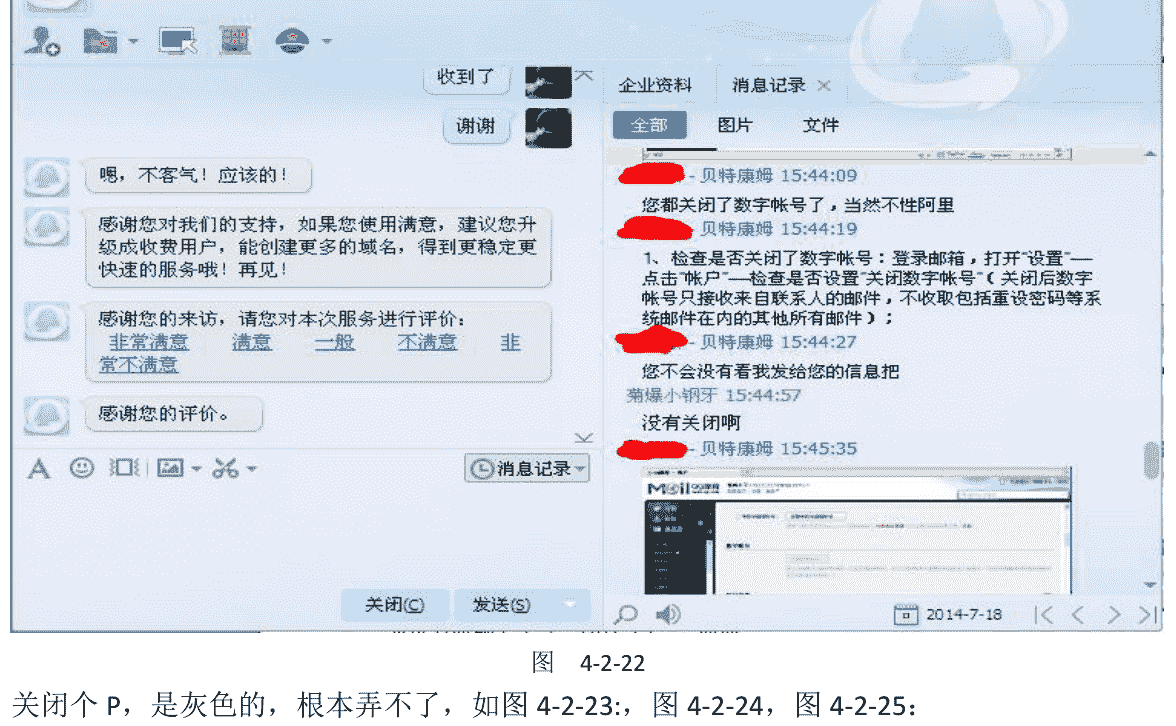 收到了
谢谢
嗯，不客气！应该的！
感谢您对我们的支持，如果您使用满意，建议您升
级成收费用户，能创建更多的域名，得到更稳定更
快速的服务哦！再见！
感谢您的来访，请您对本次服务进行评价：
非常满意 满意 一般 不满意 非
常不满意
感谢您的评价。
消息记录
关闭(C) 发送(S)
企业资料 消息记录
全部 图片 文件
- 贝特康姆 15:44:09
您都关闭了数字帐号了，当然不性阿里
- 贝特康姆 15:44:19
1、检查是否关闭了数字帐号：登录邮箱，打开“设置”—
点击“帐户”—检查是否设置“关闭数字帐号”（关闭后数字
帐号只接收来自联系人的邮件，不收取包括重设密码等系
统邮件在内的其他所有邮件）；
- 贝特康姆 15:44:27
您不会没有看我发给您的信息把
菊爆小钢牙 15:44:57
没有关闭啊
- 贝特康姆 15:45:35
Mail QQ邮箱
2014-7-18
图 4-2-22
关闭个 P，是灰色的，根本弄不了，如图 4-2-23:，图 4-2-24，图 4-2-25：